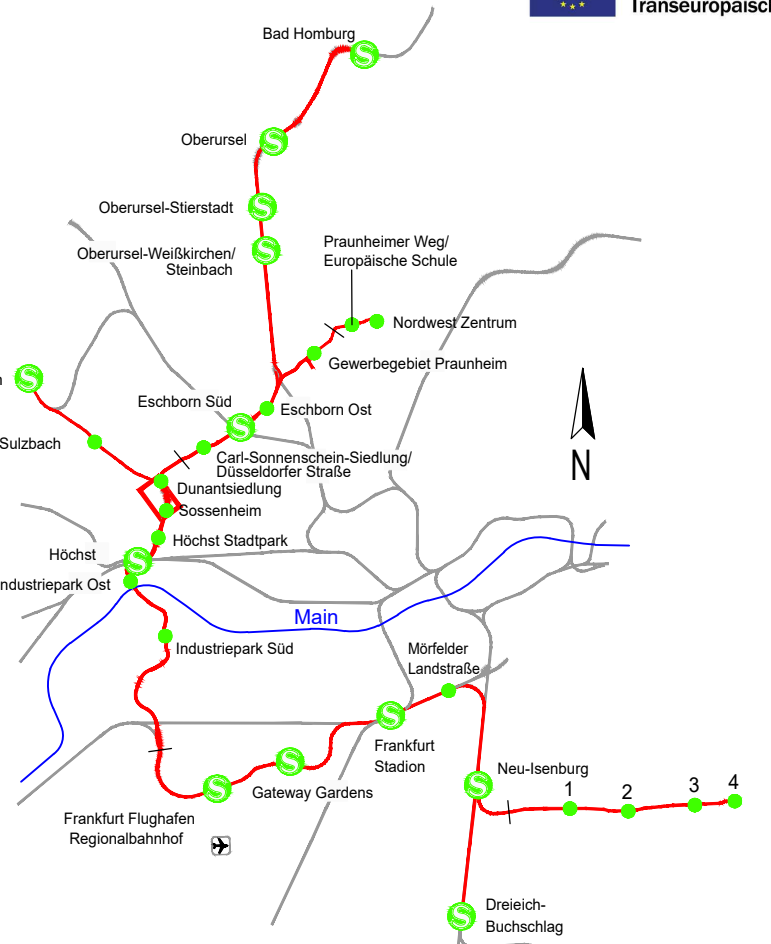 Transeuropäisc
Bad Homburg
Oberursel
Oberursel-Stierstadt
Oberursel-Weißkirchen/
Steinbach
Praunheimer Weg/
Europäische Schule
Nordwest Zentrum
Gewerbegebiet Praunheim
n
Eschborn Süd
Eschborn Ost
Sulzbach
Carl-Sonnenschein-Siedlung/
Düsseldorfer Straße
N
Dunantsiedlung
Sossenheim
Höchst Stadtpark
Höchst
ndustriepark Ost
Main
Industriepark Süd
Mörfelder
Landstraße
Frankfurt
Stadion
Neu-Isenburg
1
2
3
4
Gateway Gardens
Frankfurt Flughafen
Regionalbahnhof
Dreieich-
Buchschlag